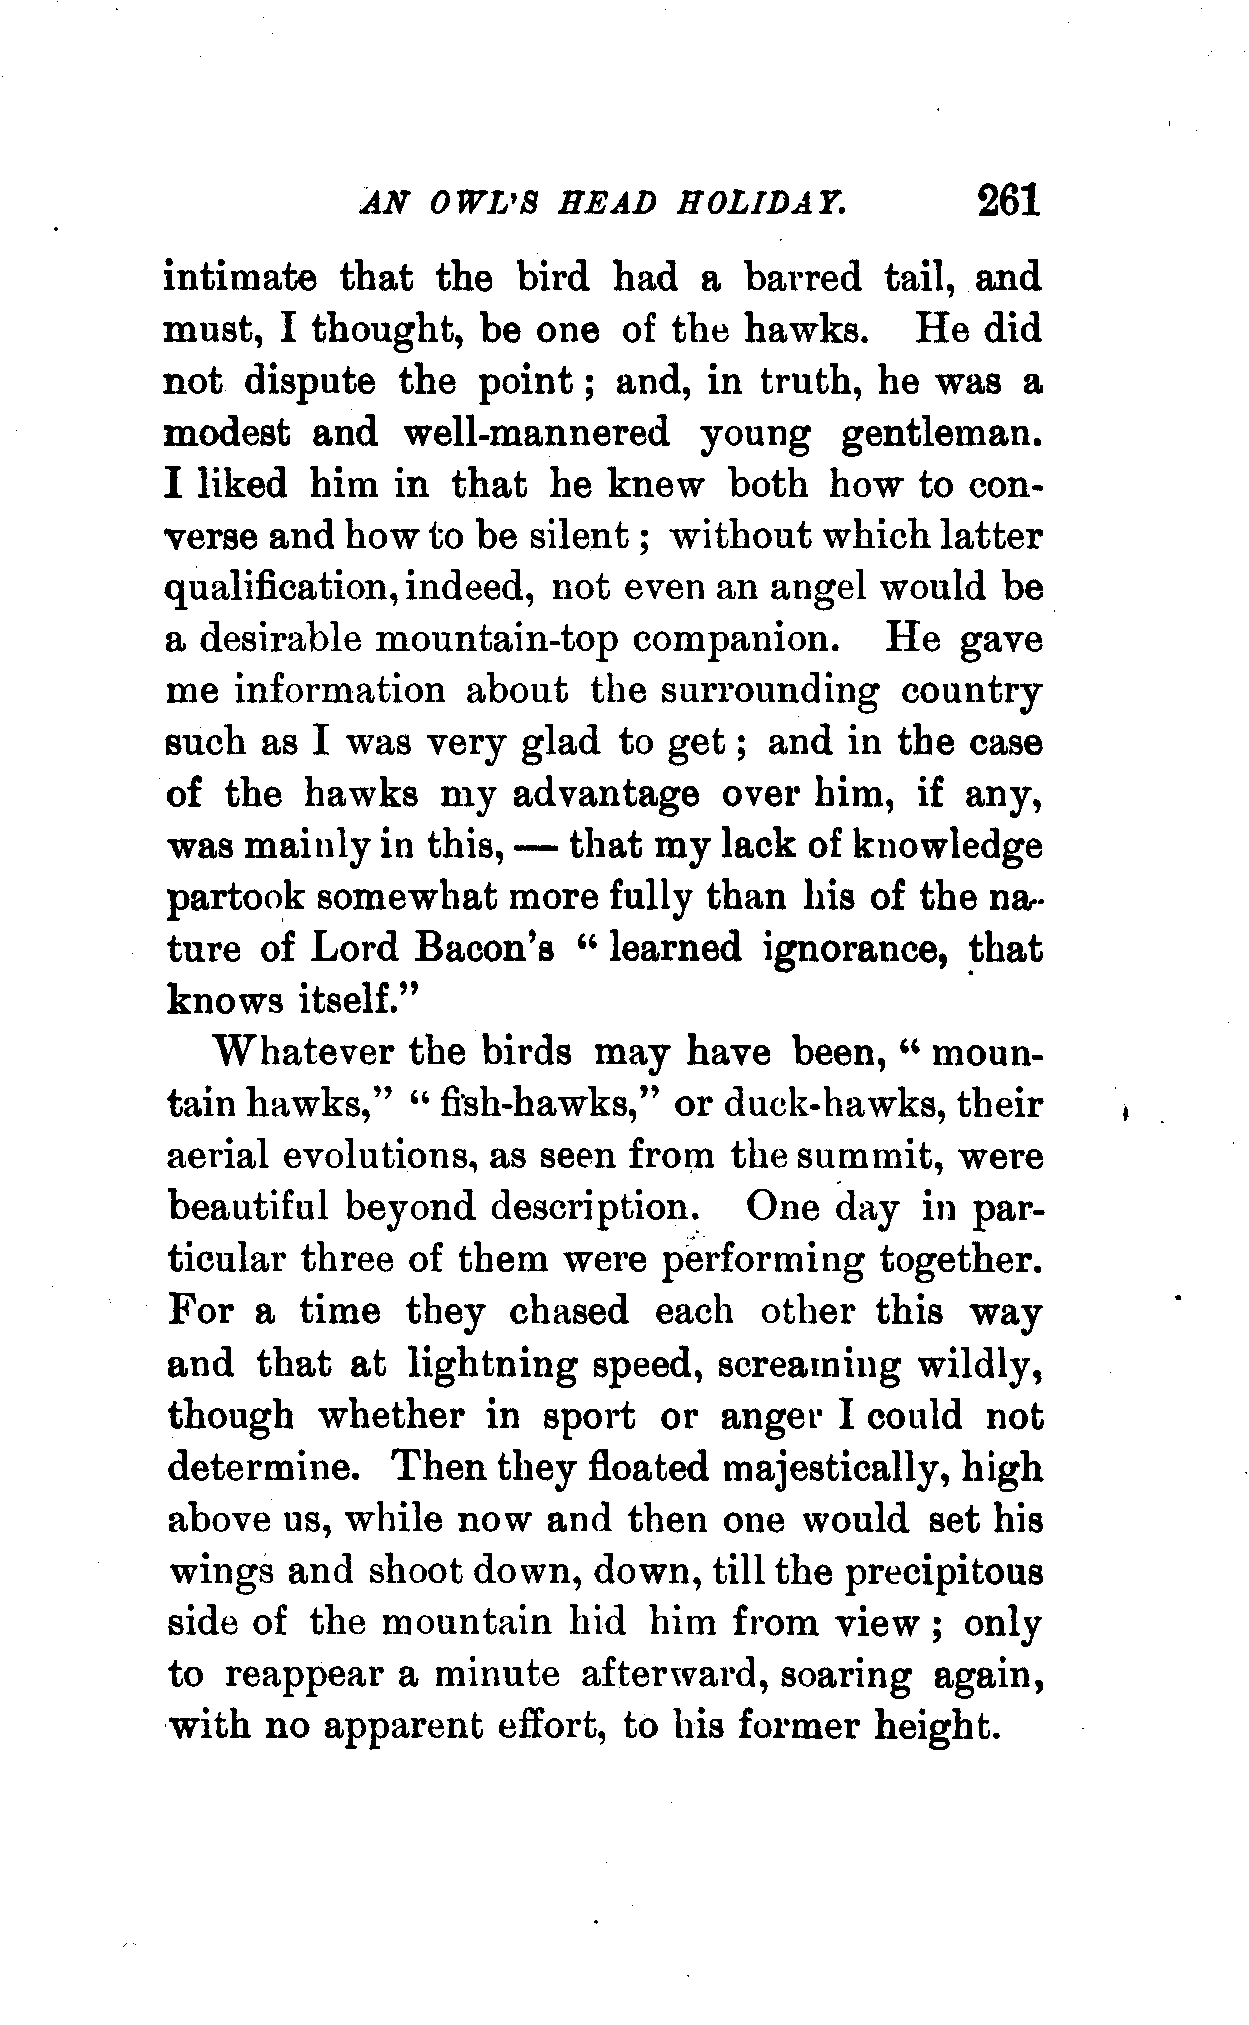 AN OWL'S HEAD HOLIDAY. 261
intimate that the bird had a barred tail, and
must, I thought, be one of the hawks. He did
not dispute the point ; and, in truth, he was a
modest and well-mannered young gentleman.
I liked him in that he knew both how to con-
verse and how to be silent ; without which latter
qualification, indeed, not even an angel would be
a desirable mountain-top companion. He gave
me information about the surrounding country
such as I was very glad to get ; and in the case
of the hawks my advantage over him, if any,
was mainly in this, — that my lack of knowledge
partook somewhat more fully than his of the na-
ture of Lord Bacon's “ learned ignorance, that
knows itself.”
Whatever the birds may have been, “ moun-
tain hawks,” “ fish-hawks,” or duck-hawks, their
aerial evolutions, as seen from the summit, were
beautiful beyond description. One day in par-
ticular three of them were performing together.
For a time they chased each other this way
and that at lightning speed, screaming wildly,
though whether in sport or anger I could not
determine. Then they floated majestically, high
above us, while now and then one would set his
wings and shoot down, down, till the precipitous
side of the mountain hid him from view ; only
to reappear a minute afterward, soaring again,
with no apparent effort, to his former height.